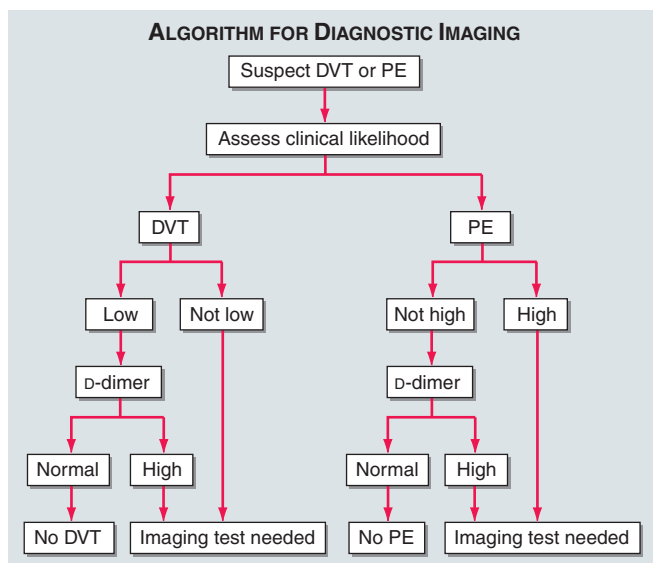 ALGORITHM FOR DIAGNOSTIC IMAGING
Suspect DVT or PE
Assess clinical likelihood
DVT
PE
Low
Not low
Not high
High
D-dimer
D-dimer
Normal
High
Normal
High
No DVT
Imaging test needed
No PE
Imaging test needed